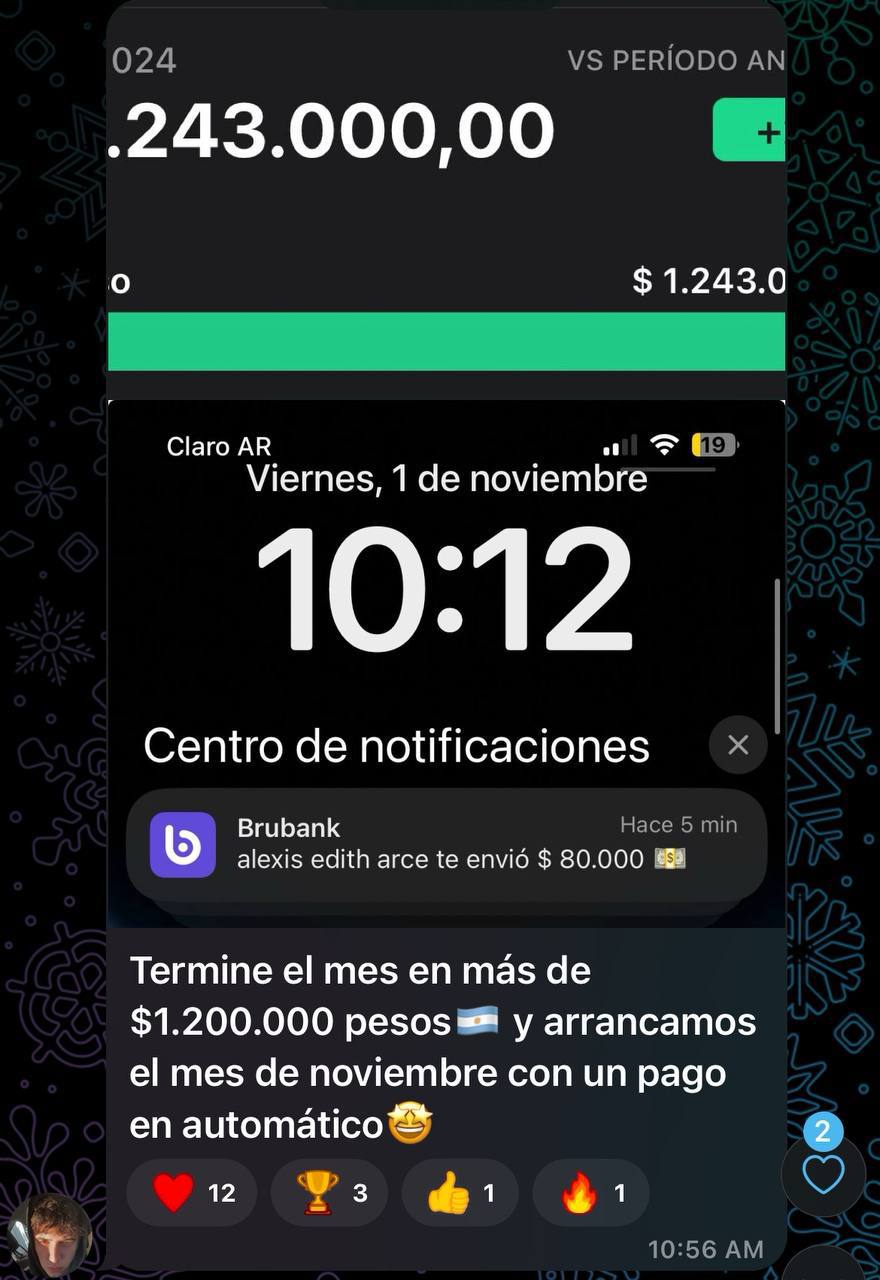 024
VS PERÍODO AN
.243.000,00
+
o
$ 1.243.0
Claro AR
19
Viernes, 1 de noviembre
10:12
Centro de notificaciones
Brubank
Hace 5 min
alexis edith arce te envió $ 80.000 💵
Termine el mes en más de
$1.200.000 pesos🇦🇷 y arrancamos
el mes de noviembre con un pago
en automático🤩
❤️ 12 🏆 3 👍 1 🔥 1
2
10:56 AM